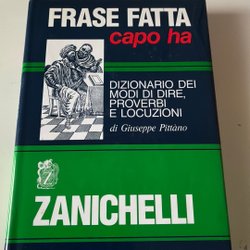 FRASE FATTA
capo ha
DIZIONARIO DEI
MODI DI DIRE,
PROVERBI
E LOCUZIONI
di Giuseppe Pittàno
ZANICHELLI